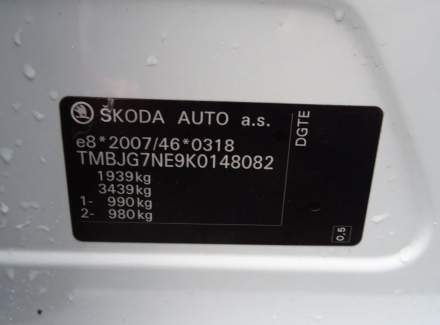 ŠKODA AUTO a.s.
e8*2007/46*0318
TMBJG7NE9K0148082
1939kg
3439kg
1- 990kg
2- 980kg
DGTE
0,5